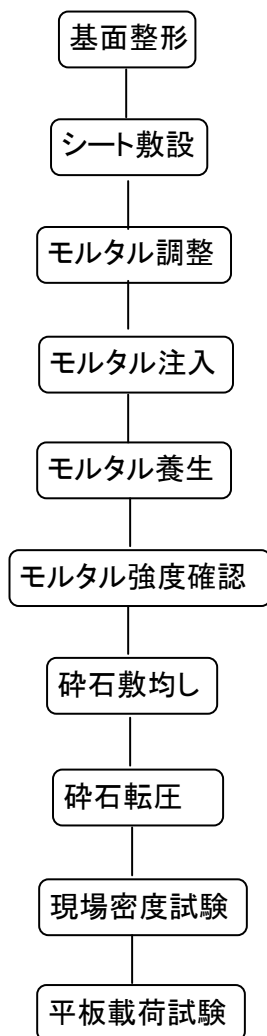 基面整形
シート敷設
モルタル調整
モルタル注入
モルタル養生
モルタル強度確認
砕石敷均し
砕石転圧
現場密度試験
平板載荷試験